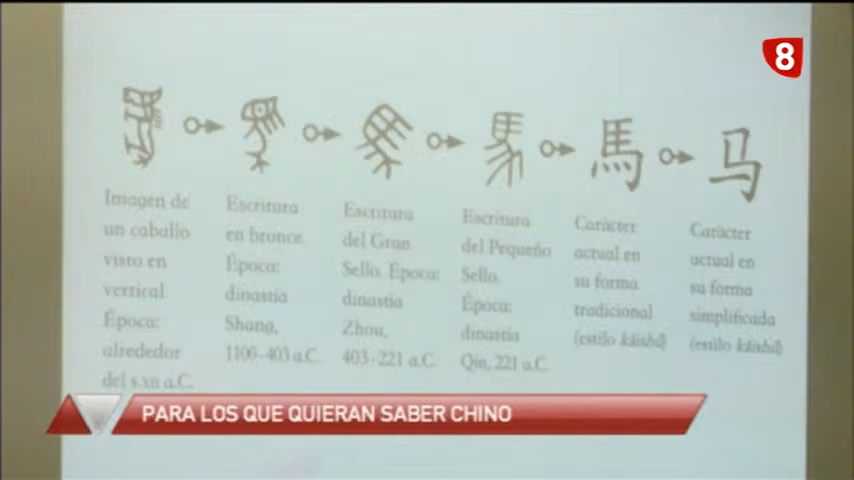 8
馬
马
Imagen de
un caballo
visto en
vertical
Época:
alrededor
del s.XII a.C.
Escritura
en bronce.
Época:
dinastía
Shang,
1100-403 a.C.
Escritura
del Gran
Sello. Época:
dinastía
Zhou,
403-221 a.C.
Escritura
del Pequeño
Sello.
Época:
dinastía
Qin, 221 a.C.
Carácter
actual en
su forma
tradicional
(estilo kǎishū)
Carácter
actual en
su forma
simplificada
(estilo kǎishū)
PARA LOS QUE QUIERAN SABER CHINO